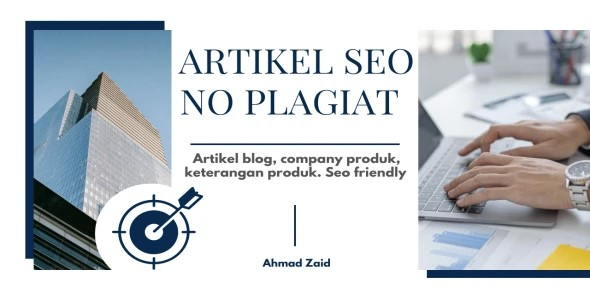 ARTIKEL SEO
NO PLAGIAT
Artikel blog, company produk,
keterangan produk. Seo friendly
Ahmad Zaid